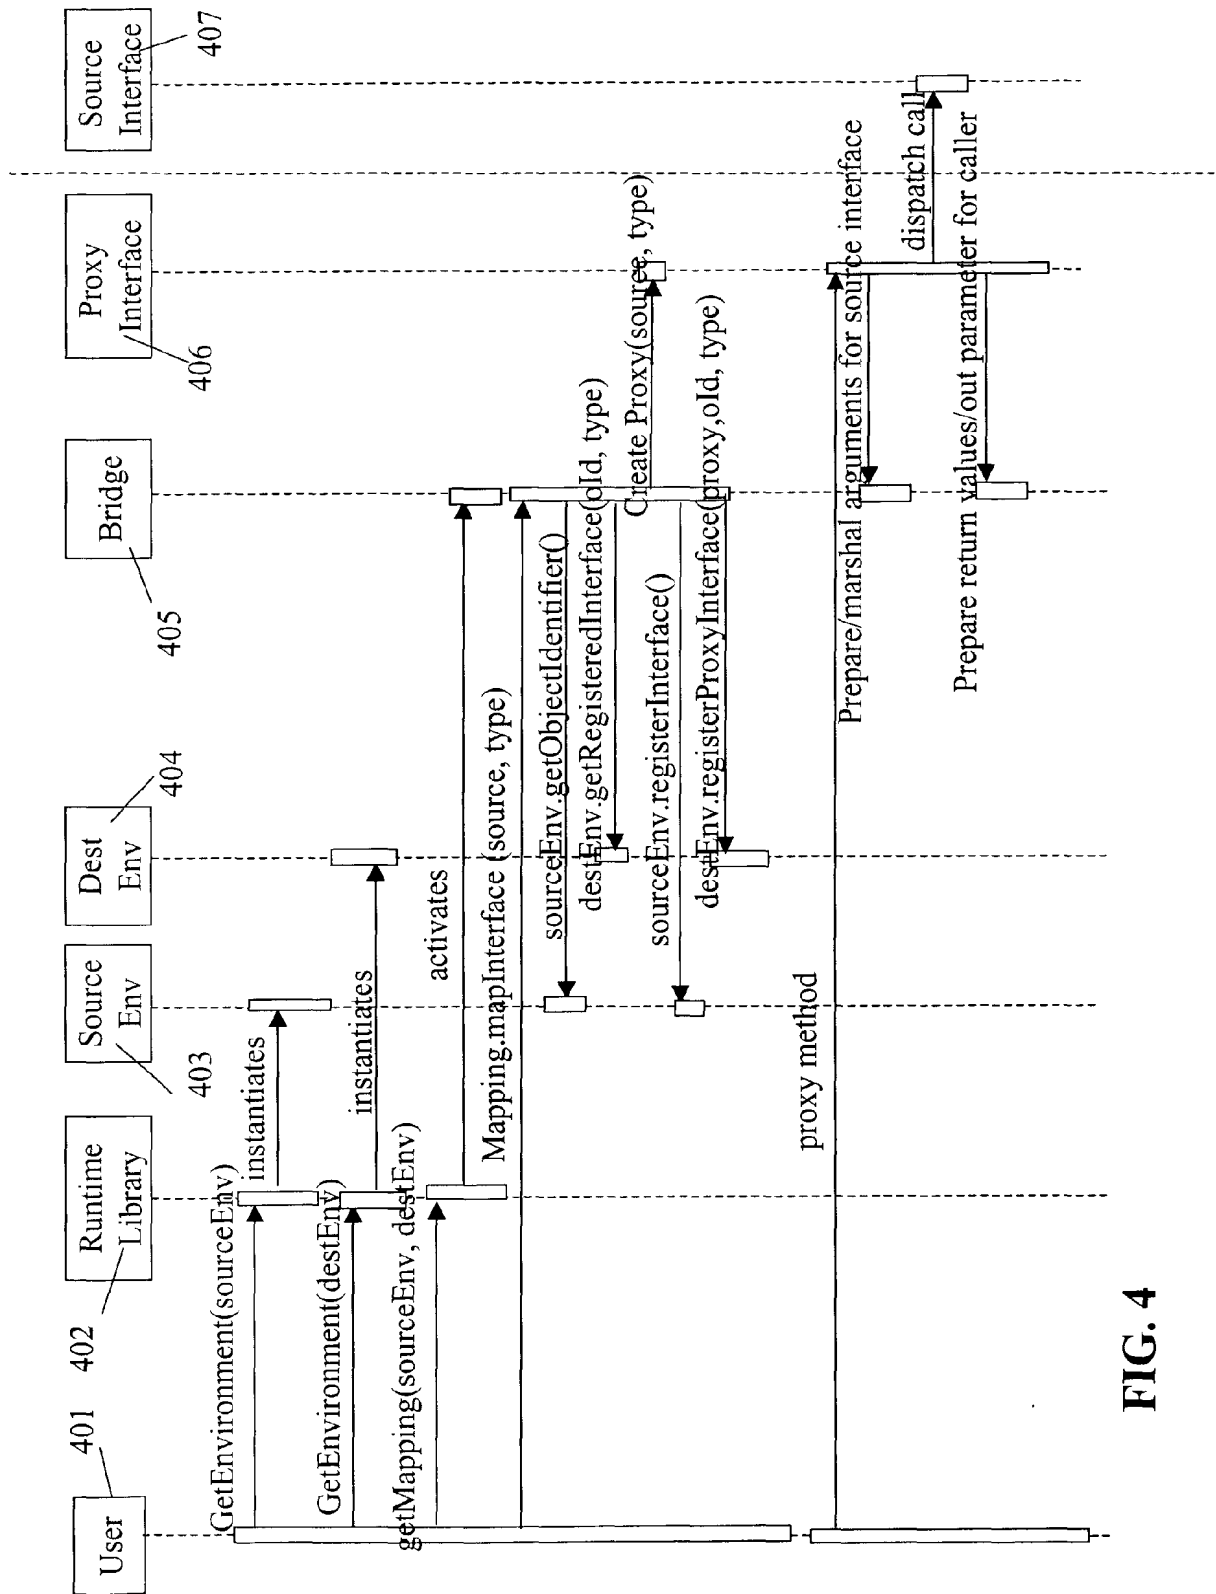 User
401
Runtime
Library
402
Source
Env
403
Dest
Env
404
Bridge
405
Proxy
Interface
406
Source
Interface
407
GetEnvironment(sourceEnv)
instantiates
GetEnvironment(destEnv)
instantiates
getMapping(sourceEnv, destEnv)
activates
Mapping.mapInterface (source, type)
sourceEnv.getObjectIdentifier()
destEnv.getRegisteredInterface(oId, type)
Create Proxy(source, type)
sourceEnv.registerInterface()
destEnv.registerProxyInterface(proxy,oId, type)
proxy method
Prepare/marshal arguments for source interface
dispatch call
Prepare return values/out parameter for caller
FIG. 4